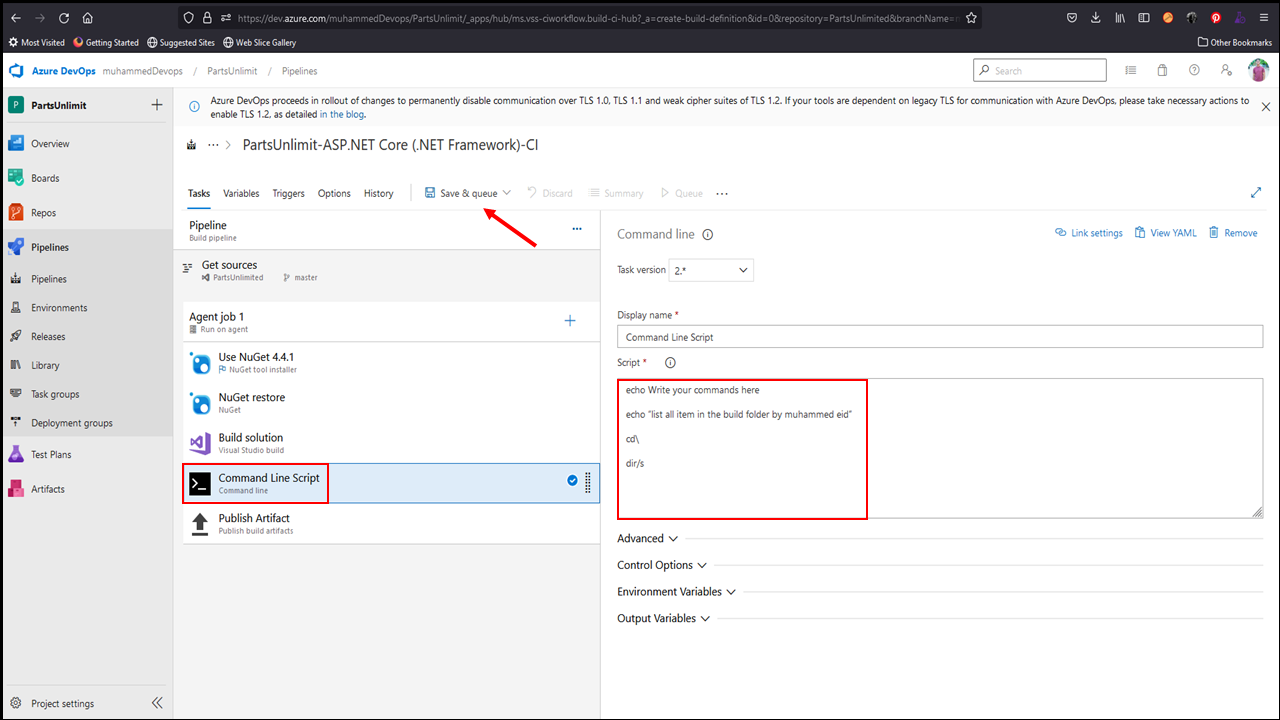 https://dev.azure.com/muhammedDevops/PartsUnlimit/_apps/hub/ms.vss-ciworkflow.build-ci-hub?_a=create-build-definition&id=0&repository=PartsUnlimited&branchName=
Most Visited Getting Started Suggested Sites Web Slice Gallery Other Bookmarks
Azure DevOps muhammedDevops / PartsUnlimit / Pipelines Search
P PartsUnlimit
Overview
Boards
Repos
Pipelines
Pipelines
Environments
Releases
Library
Task groups
Deployment groups
Test Plans
Artifacts
Project settings
Azure DevOps proceeds in rollout of changes to permanently disable communication over TLS 1.0, TLS 1.1 and weak cipher suites of TLS 1.2. If your tools are dependent on legacy TLS for communication with Azure DevOps, please take necessary actions to
enable TLS 1.2, as detailed in the blog.
PartsUnlimit-ASP.NET Core (.NET Framework)-CI
Tasks Variables Triggers Options History Save & queue Discard Summary Queue ...
Pipeline
Build pipeline
Get sources
PartsUnlimited master
Agent job 1
Run on agent
Use NuGet 4.4.1
NuGet tool installer
NuGet restore
NuGet
Build solution
Visual Studio build
Command Line Script
Command line
Publish Artifact
Publish build artifacts
Command line Link settings View YAML Remove
Task version 2.*
Display name *
Command Line Script
Script *
echo Write your commands here
echo "list all item in the build folder by muhammed eid"
cd\
dir/s
Advanced
Control Options
Environment Variables
Output Variables